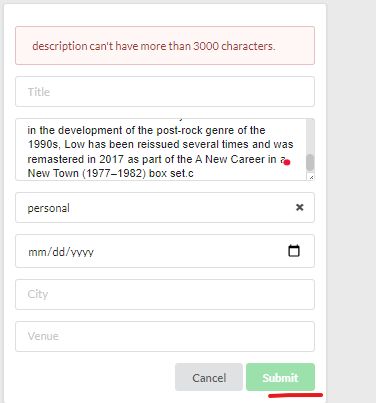 description can't have more than 3000 characters.
Title
in the development of the post-rock genre of the
1990s, Low has been reissued several times and was
remastered in 2017 as part of the A New Career in a
New Town (1977–1982) box set.c
personal
mm/dd/yyyy
City
Venue
Cancel Submit